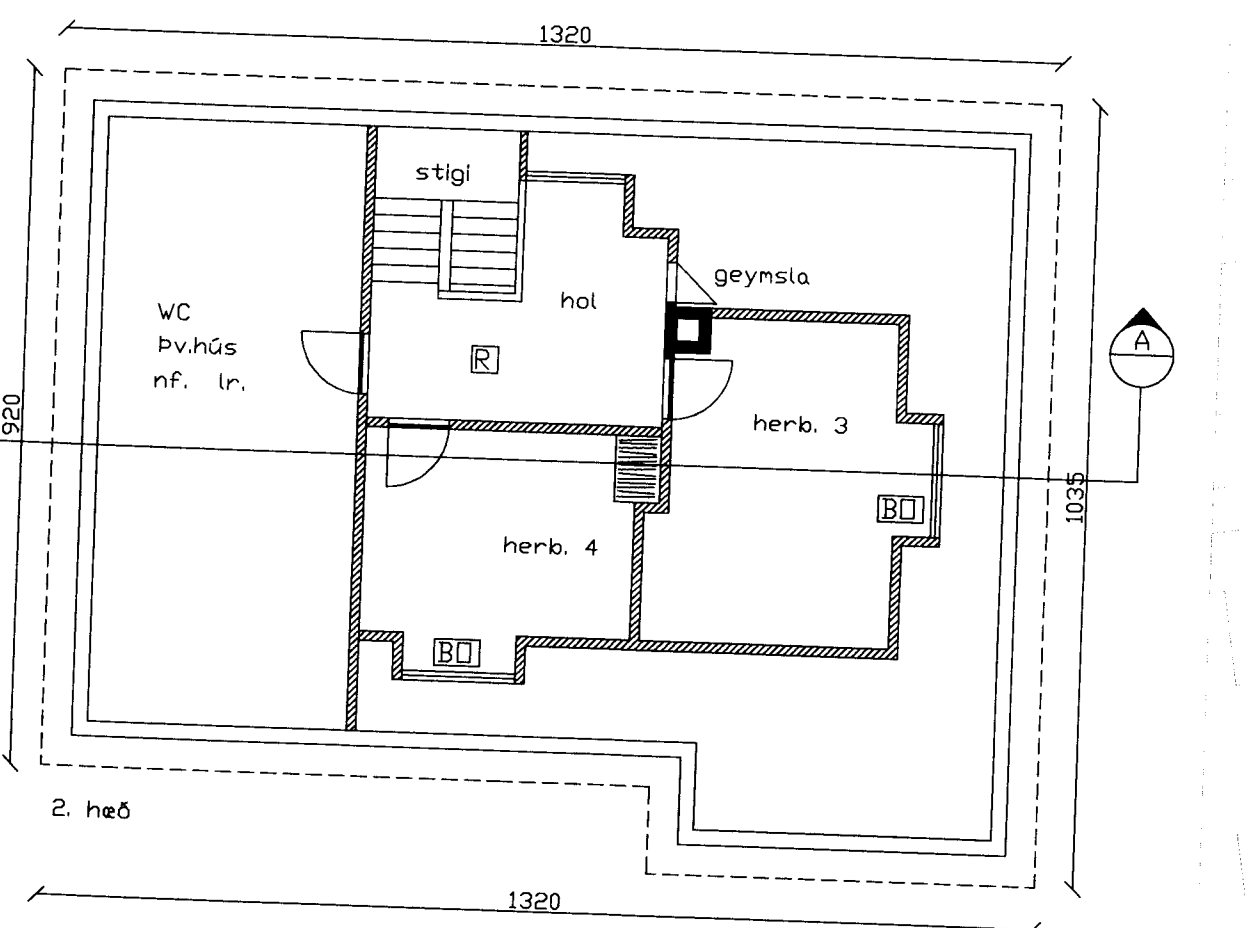 1320
stigi
geymsla
hol
WC
Þv.hús
nf. lr.
R
A
920
herb. 3
1035
BO
herb. 4
BO
2. hæð
1320